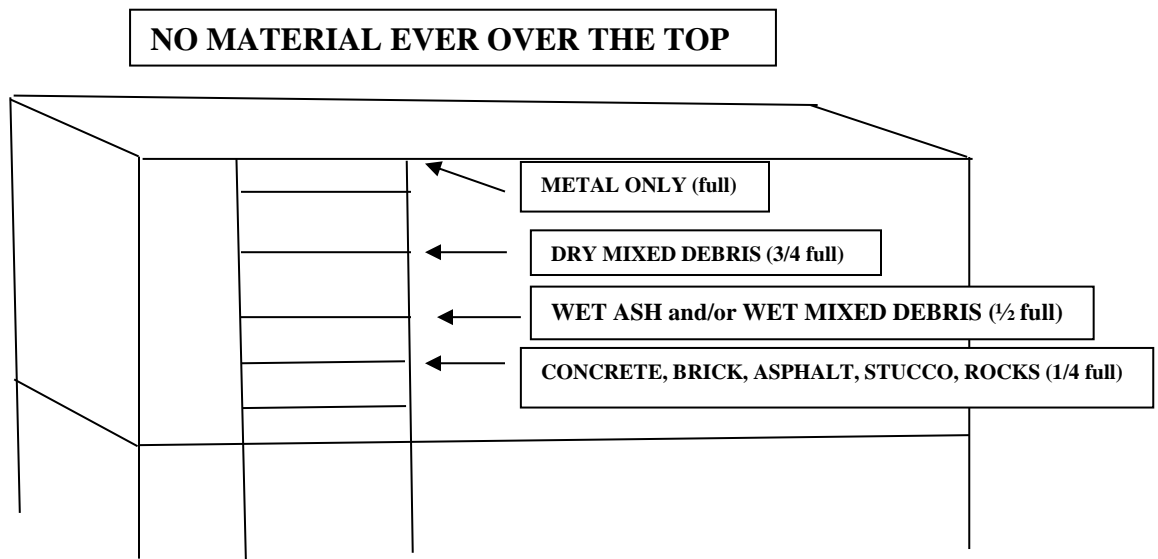 NO MATERIAL EVER OVER THE TOP
METAL ONLY (full)
DRY MIXED DEBRIS (3/4 full)
WET ASH and/or WET MIXED DEBRIS (½ full)
CONCRETE, BRICK, ASPHALT, STUCCO, ROCKS (1/4 full)